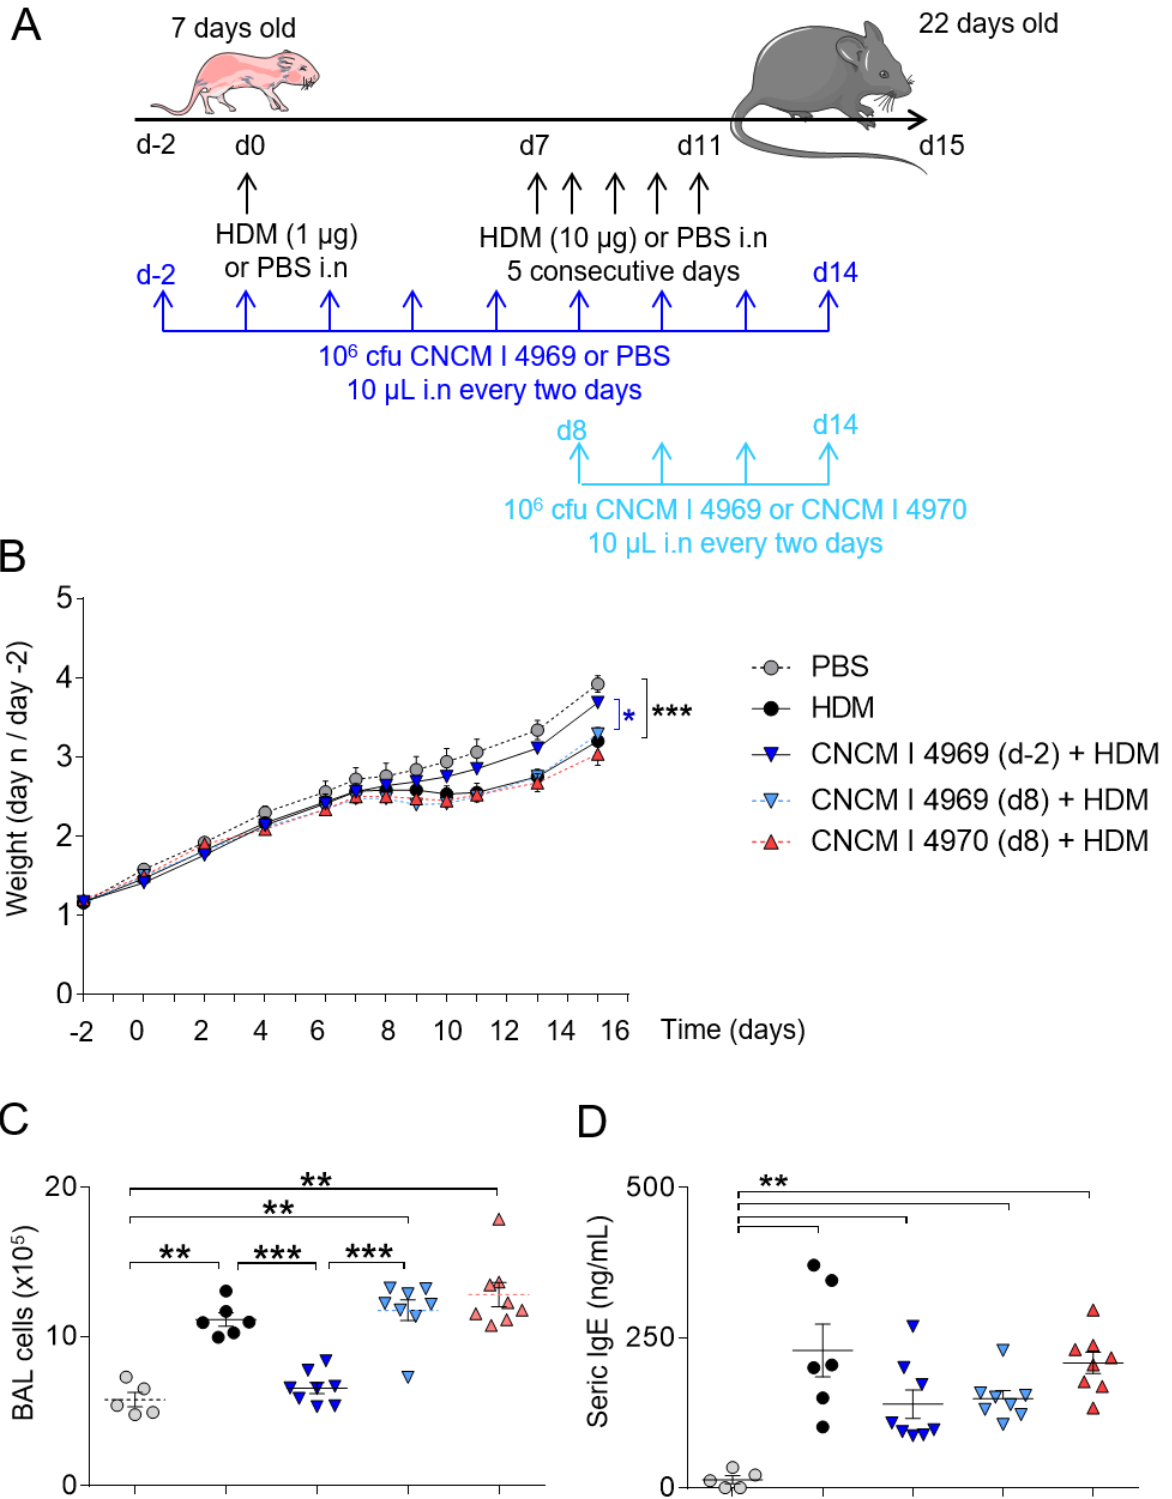 A
7 days old
22 days old
d-2 d0 d7 d11 d15
HDM (1 µg)
or PBS i.n
HDM (10 µg) or PBS i.n
5 consecutive days
d-2 d14
10⁶ cfu CNCM I 4969 or PBS
10 µL i.n every two days
d8 d14
10⁶ cfu CNCM I 4969 or CNCM I 4970
10 µL i.n every two days
B
Weight (day n / day -2)
5
4
3
2
1
0
-2 0 2 4 6 8 10 12 14 16 Time (days)
* ***
PBS
HDM
CNCM I 4969 (d-2) + HDM
CNCM I 4969 (d8) + HDM
CNCM I 4970 (d8) + HDM
C
BAL cells (x10⁵)
20
10
0
**
**
** *** ***
D
Seric IgE (ng/mL)
500
250
0
**